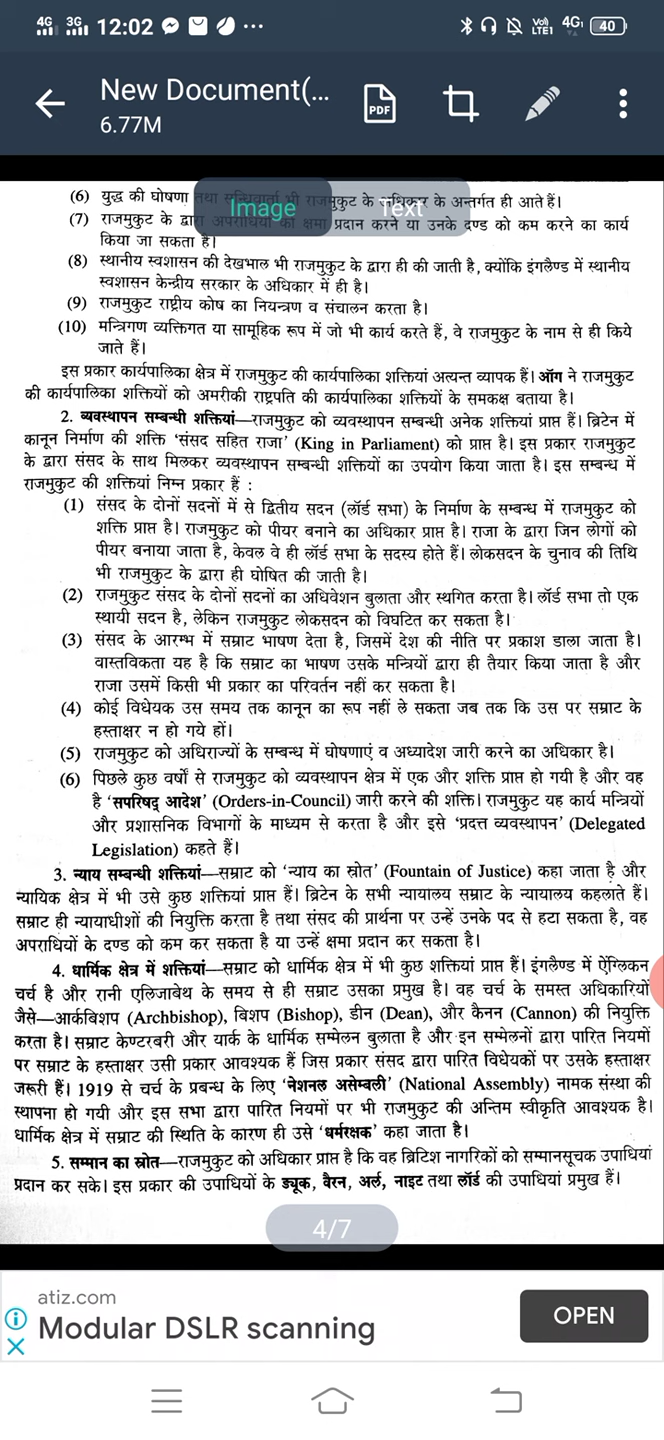 4G 3G 12:02 ... Vo) LTE1 4G 40
New Document(...
6.77M
PDF
(6) युद्ध की घोषणा तथा सन्धिवार्ता भी राजमुकुट के अधिकार के अन्तर्गत ही आते हैं।
Image Text
(7) राजमुकुट के द्वारा अपराधियों को क्षमा प्रदान करने या उनके दण्ड को कम करने का कार्य
किया जा सकता है।
(8) स्थानीय स्वशासन की देखभाल भी राजमुकुट के द्वारा ही की जाती है, क्योंकि इंगलैण्ड में स्थानीय
स्वशासन केन्द्रीय सरकार के अधिकार में ही है।
(9) राजमुकुट राष्ट्रीय कोष का नियन्त्रण व संचालन करता है।
(10) मन्त्रिगण व्यक्तिगत या सामूहिक रूप में जो भी कार्य करते हैं, वे राजमुकुट के नाम से ही किये
जाते हैं।
इस प्रकार कार्यपालिका क्षेत्र में राजमुकुट की कार्यपालिका शक्तियां अत्यन्त व्यापक हैं। ऑग ने राजमुकुट
की कार्यपालिका शक्तियों को अमरीकी राष्ट्रपति की कार्यपालिका शक्तियों के समकक्ष बताया है।
2. व्यवस्थापन सम्बन्धी शक्तियां—राजमुकुट को व्यवस्थापन सम्बन्धी अनेक शक्तियां प्राप्त हैं। ब्रिटेन में
कानून निर्माण की शक्ति 'संसद सहित राजा' (King in Parliament) को प्राप्त है। इस प्रकार राजमुकुट
के द्वारा संसद के साथ मिलकर व्यवस्थापन सम्बन्धी शक्तियों का उपयोग किया जाता है। इस सम्बन्ध में
राजमुकुट की शक्तियां निम्न प्रकार हैं :
(1) संसद के दोनों सदनों में से द्वितीय सदन (लॉर्ड सभा) के निर्माण के सम्बन्ध में राजमुकुट को
शक्ति प्राप्त है। राजमुकुट को पीयर बनाने का अधिकार प्राप्त है। राजा के द्वारा जिन लोगों को
पीयर बनाया जाता है, केवल वे ही लॉर्ड सभा के सदस्य होते हैं। लोकसदन के चुनाव की तिथि
भी राजमुकुट के द्वारा ही घोषित की जाती है।
(2) राजमुकुट संसद के दोनों सदनों का अधिवेशन बुलाता और स्थगित करता है। लॉर्ड सभा तो एक
स्थायी सदन है, लेकिन राजमुकुट लोकसदन को विघटित कर सकता है।
(3) संसद के आरम्भ में सम्राट भाषण देता है, जिसमें देश की नीति पर प्रकाश डाला जाता है।
वास्तविकता यह है कि सम्राट का भाषण उसके मन्त्रियों द्वारा ही तैयार किया जाता है और
राजा उसमें किसी भी प्रकार का परिवर्तन नहीं कर सकता है।
(4) कोई विधेयक उस समय तक कानून का रूप नहीं ले सकता जब तक कि उस पर सम्राट के
हस्ताक्षर न हो गये हों।
(5) राजमुकुट को अधिराज्यों के सम्बन्ध में घोषणाएं व अध्यादेश जारी करने का अधिकार है।
(6) पिछले कुछ वर्षों से राजमुकुट को व्यवस्थापन क्षेत्र में एक और शक्ति प्राप्त हो गयी है और वह
है 'सपरिषद् आदेश' (Orders-in-Council) जारी करने की शक्ति। राजमुकुट यह कार्य मन्त्रियों
और प्रशासनिक विभागों के माध्यम से करता है और इसे 'प्रदत्त व्यवस्थापन' (Delegated
Legislation) कहते हैं।
3. न्याय सम्बन्धी शक्तियां—सम्राट को 'न्याय का स्रोत' (Fountain of Justice) कहा जाता है और
न्यायिक क्षेत्र में भी उसे कुछ शक्तियां प्राप्त हैं। ब्रिटेन के सभी न्यायालय सम्राट के न्यायालय कहलाते हैं।
सम्राट ही न्यायाधीशों की नियुक्ति करता है तथा संसद की प्रार्थना पर उन्हें उनके पद से हटा सकता है, वह
अपराधियों के दण्ड को कम कर सकता है या उन्हें क्षमा प्रदान कर सकता है।
4. धार्मिक क्षेत्र में शक्तियां—सम्राट को धार्मिक क्षेत्र में भी कुछ शक्तियां प्राप्त हैं। इंगलैण्ड में ऐंग्लिकन
चर्च है और रानी एलिजाबेथ के समय से ही सम्राट उसका प्रमुख है। वह चर्च के समस्त अधिकारियों
जैसे—आर्कबिशप (Archbishop), बिशप (Bishop), डीन (Dean), और कैनन (Cannon) की नियुक्ति
करता है। सम्राट केण्टरबरी और यार्क के धार्मिक सम्मेलन बुलाता है और इन सम्मेलनों द्वारा पारित नियमों
पर सम्राट के हस्ताक्षर उसी प्रकार आवश्यक हैं जिस प्रकार संसद द्वारा पारित विधेयकों पर उसके हस्ताक्षर
जरूरी हैं। 1919 से चर्च के प्रबन्ध के लिए 'नेशनल असेम्बली' (National Assembly) नामक संस्था की
स्थापना हो गयी और इस सभा द्वारा पारित नियमों पर भी राजमुकुट की अन्तिम स्वीकृति आवश्यक है।
धार्मिक क्षेत्र में सम्राट की स्थिति के कारण ही उसे 'धर्मरक्षक' कहा जाता है।
5. सम्मान का स्रोत—राजमुकुट को अधिकार प्राप्त है कि वह ब्रिटिश नागरिकों को सम्मानसूचक उपाधियां
प्रदान कर सके। इस प्रकार की उपाधियों के ड्यूक, बैरन, अर्ल, नाइट तथा लॉर्ड की उपाधियां प्रमुख हैं।
4/7
atiz.com
Modular DSLR scanning
OPEN